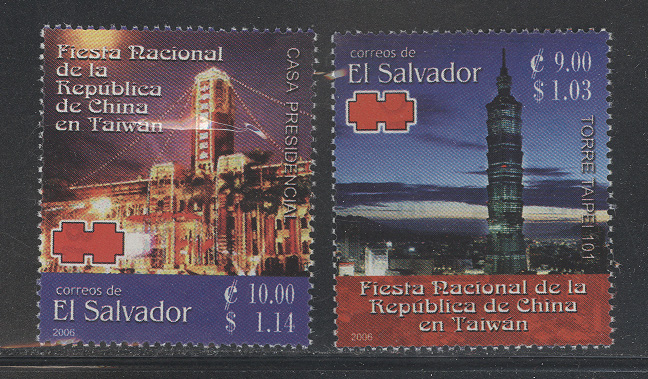 Fiesta Nacional
de la
República
de China
en Taiwán
CASA PRESIDENCIAL
correos de
El Salvador
₡ 10.00
$ 1.14
2006
correos de
El Salvador
₡ 9.00
$ 1.03
TORRE TAIPEI 101
Fiesta Nacional de la
República de China
en Taiwán
2006